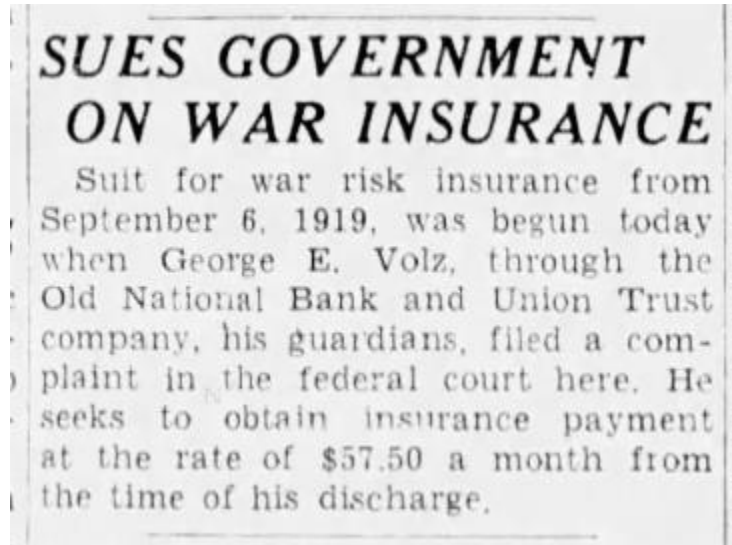 SUES GOVERNMENT
ON WAR INSURANCE
Suit for war risk insurance from
September 6, 1919, was begun today
when George E. Volz, through the
Old National Bank and Union Trust
company, his guardians, filed a com-
plaint in the federal court here. He
seeks to obtain insurance payment
at the rate of $57.50 a month from
the time of his discharge.